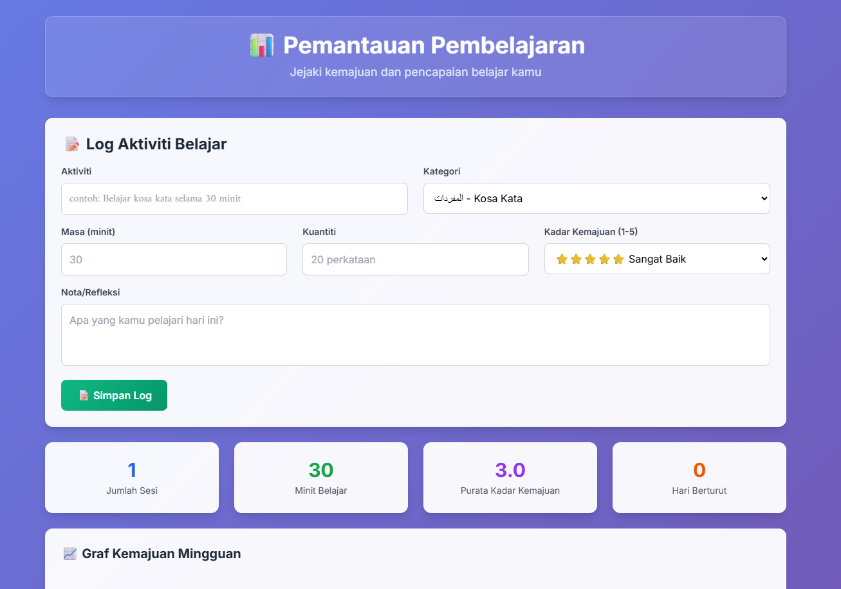 Pemantauan Pembelajaran
Jejaki kemajuan dan pencapaian belajar kamu
Log Aktiviti Belajar
Aktiviti
Kategori
contoh: Belajar kosa kata selama 30 minit
المفردات - Kosa Kata
Masa (minit)
Kuantiti
Kadar Kemajuan (1-5)
30
20 perkataan
Sangat Baik
Nota/Refleksi
Apa yang kamu pelajari hari ini?
Simpan Log
1
Jumlah Sesi
30
Minit Belajar
3.0
Purata Kadar Kemajuan
0
Hari Berturut
Graf Kemajuan Mingguan